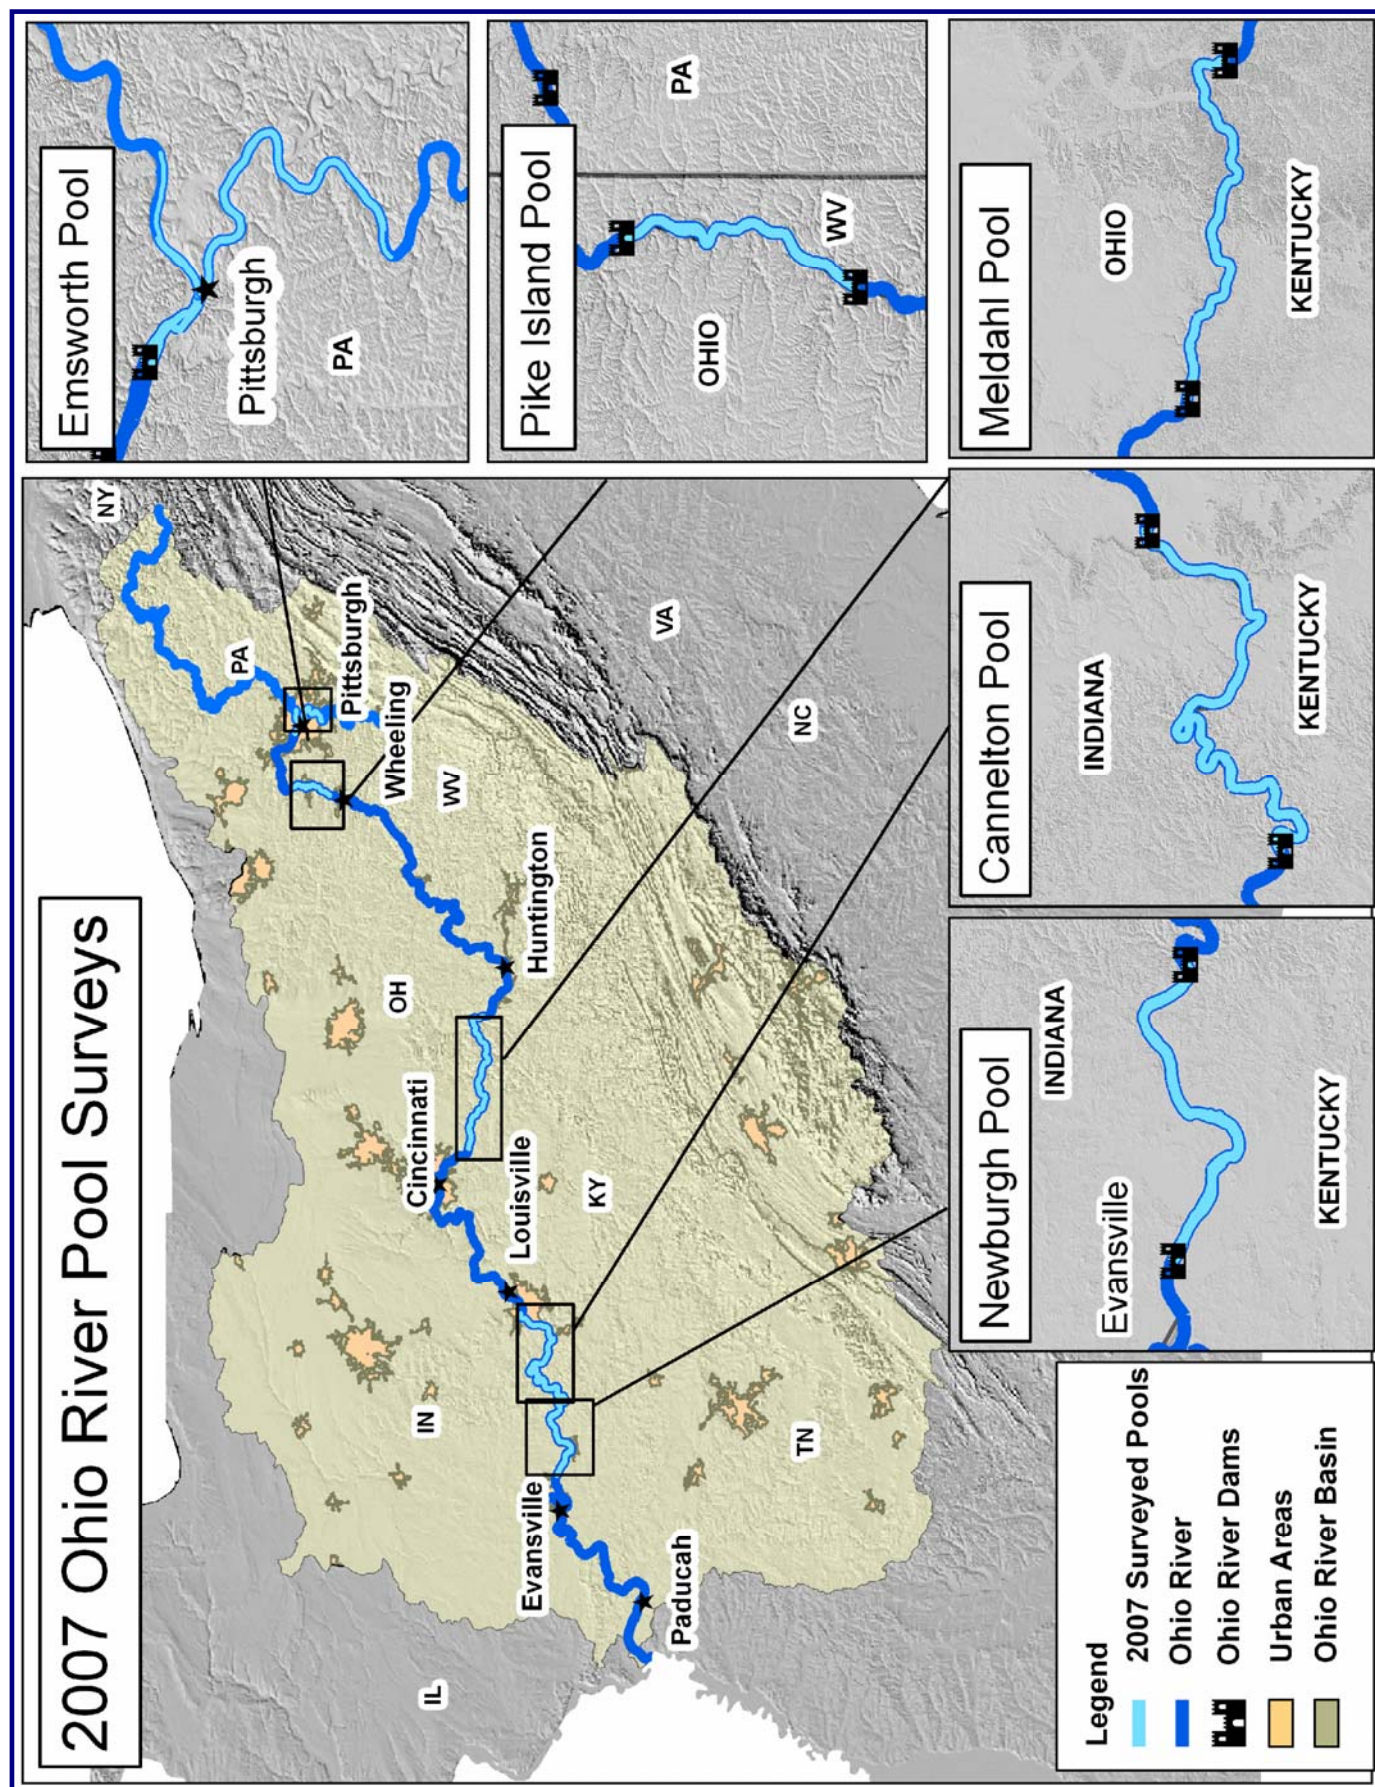 2007 Ohio River Pool Surveys
NY
PA
Pittsburgh
Wheeling
WV
VA
OH
Huntington
NC
Cincinnati
Louisville
KY
IN
Evansville
TN
IL
Paducah
Legend
2007 Surveyed Pools
Ohio River
Ohio River Dams
Urban Areas
Ohio River Basin
Newburgh Pool
INDIANA
Evansville
KENTUCKY
Cannelton Pool
INDIANA
KENTUCKY
Meldahl Pool
OHIO
KENTUCKY
Pike Island Pool
PA
OHIO
WV
Emsworth Pool
Pittsburgh
PA